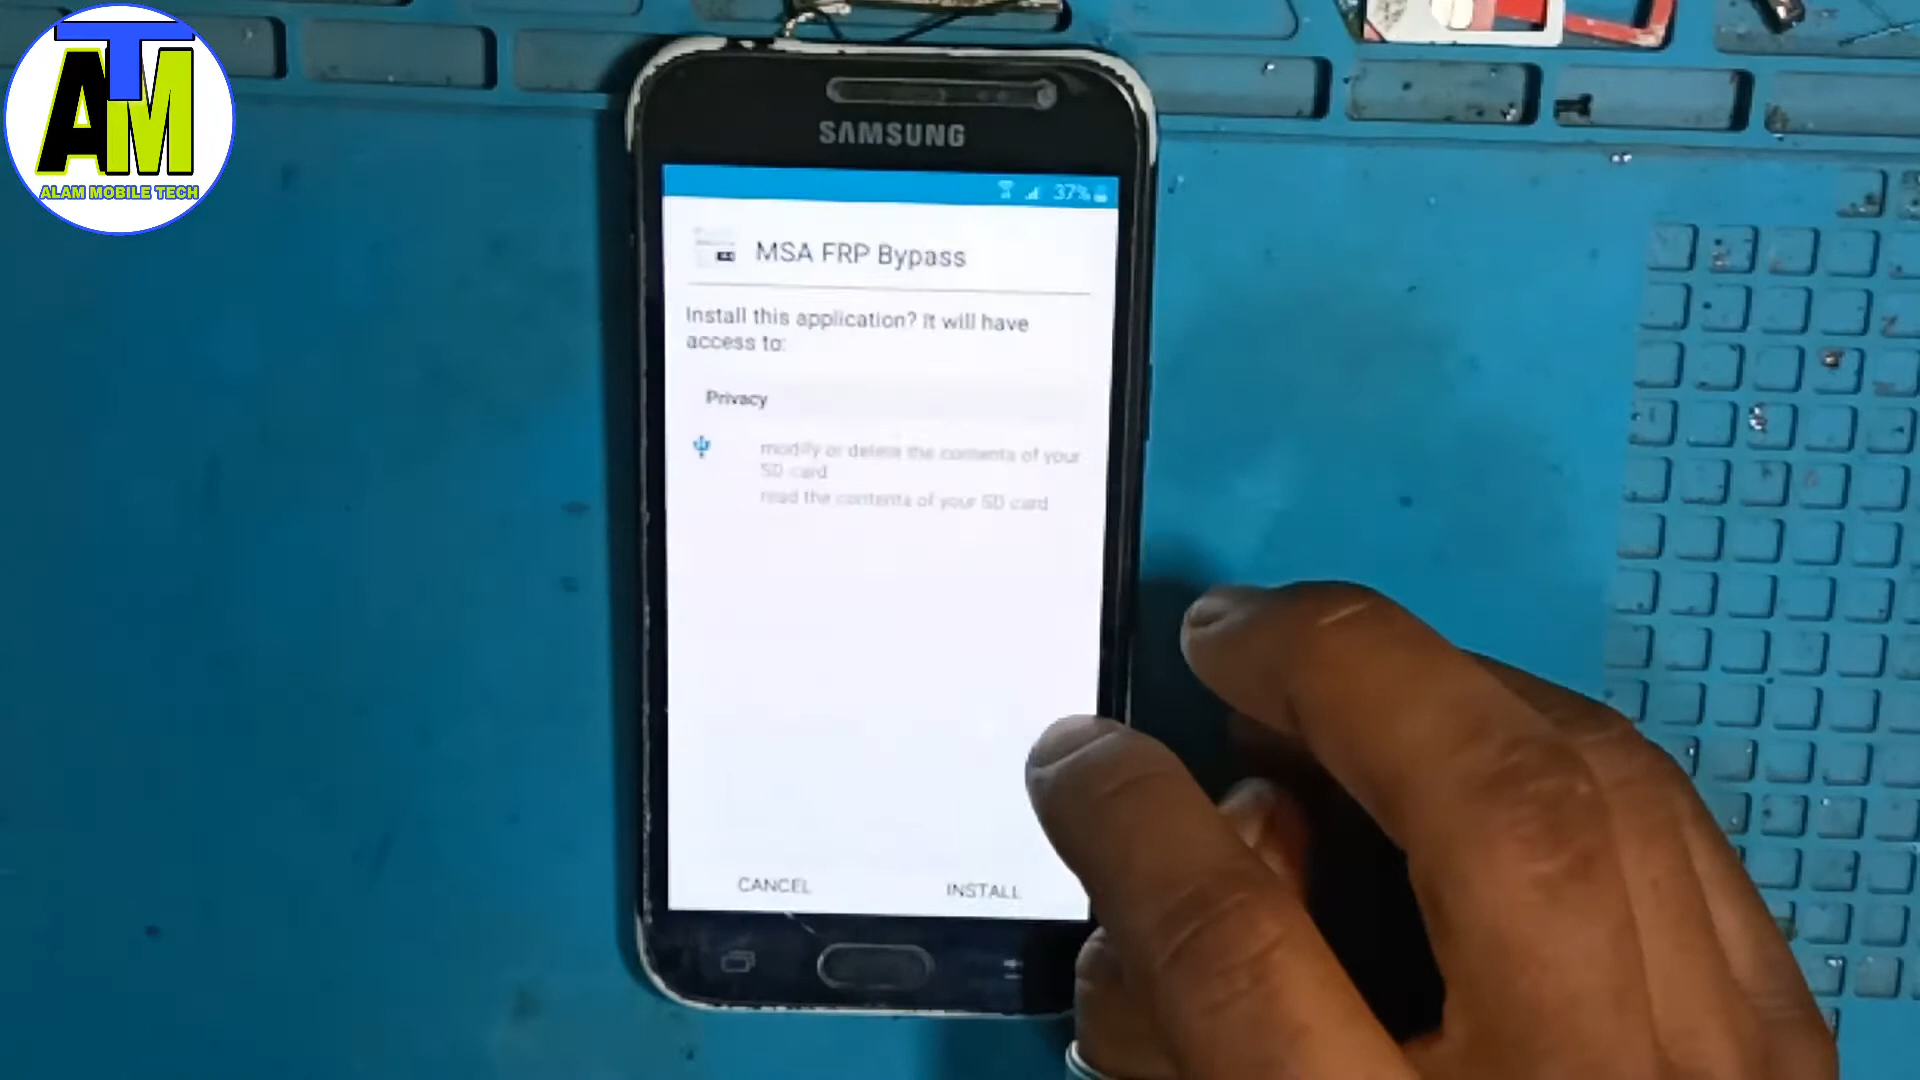 ATM
ALAM MOBILE TECH
SAMSUNG
37%
MSA FRP Bypass
Install this application? It will have
access to:
Privacy
modify or delete the contents of your
SD card
read the contents of your SD card
CANCEL
INSTALL